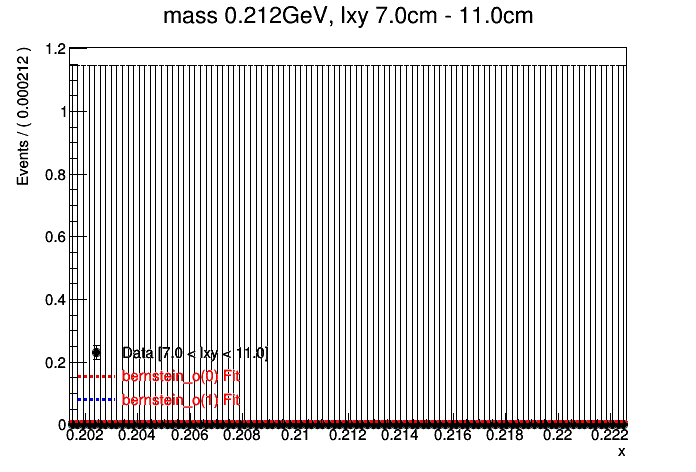 mass 0.212GeV, lxy 7.0cm - 11.0cm
Events / ( 0.000212 )
1.2
1
0.8
0.6
0.4
0.2
0
Data [7.0 < lxy < 11.0]
bernstein_o(0) Fit
bernstein_o(1) Fit
0.202 0.204 0.206 0.208 0.21 0.212 0.214 0.216 0.218 0.22 0.222
x